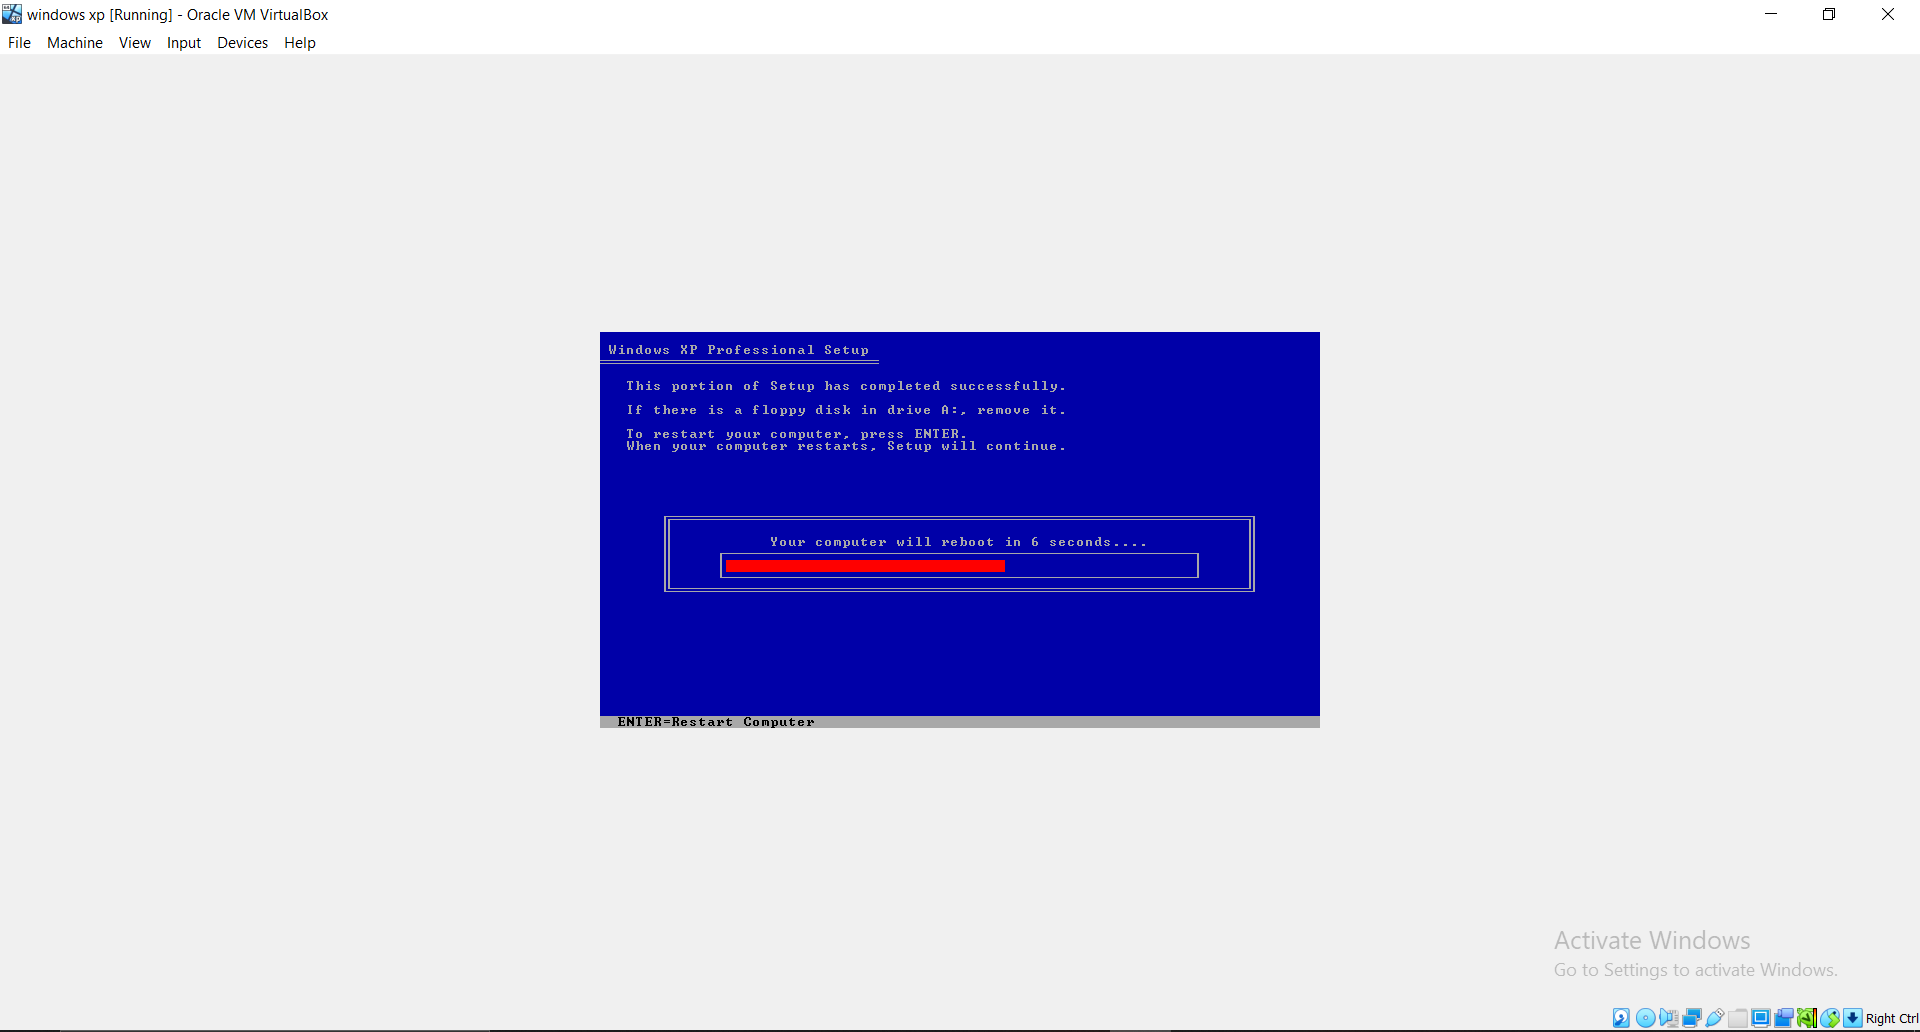 windows xp [Running] - Oracle VM VirtualBox
File Machine View Input Devices Help
Windows XP Professional Setup
This portion of Setup has completed successfully.
If there is a floppy disk in drive A:, remove it.
To restart your computer, press ENTER.
When your computer restarts, Setup will continue.
Your computer will reboot in 6 seconds....
ENTER=Restart Computer
Activate Windows
Go to Settings to activate Windows.
Right Ctrl